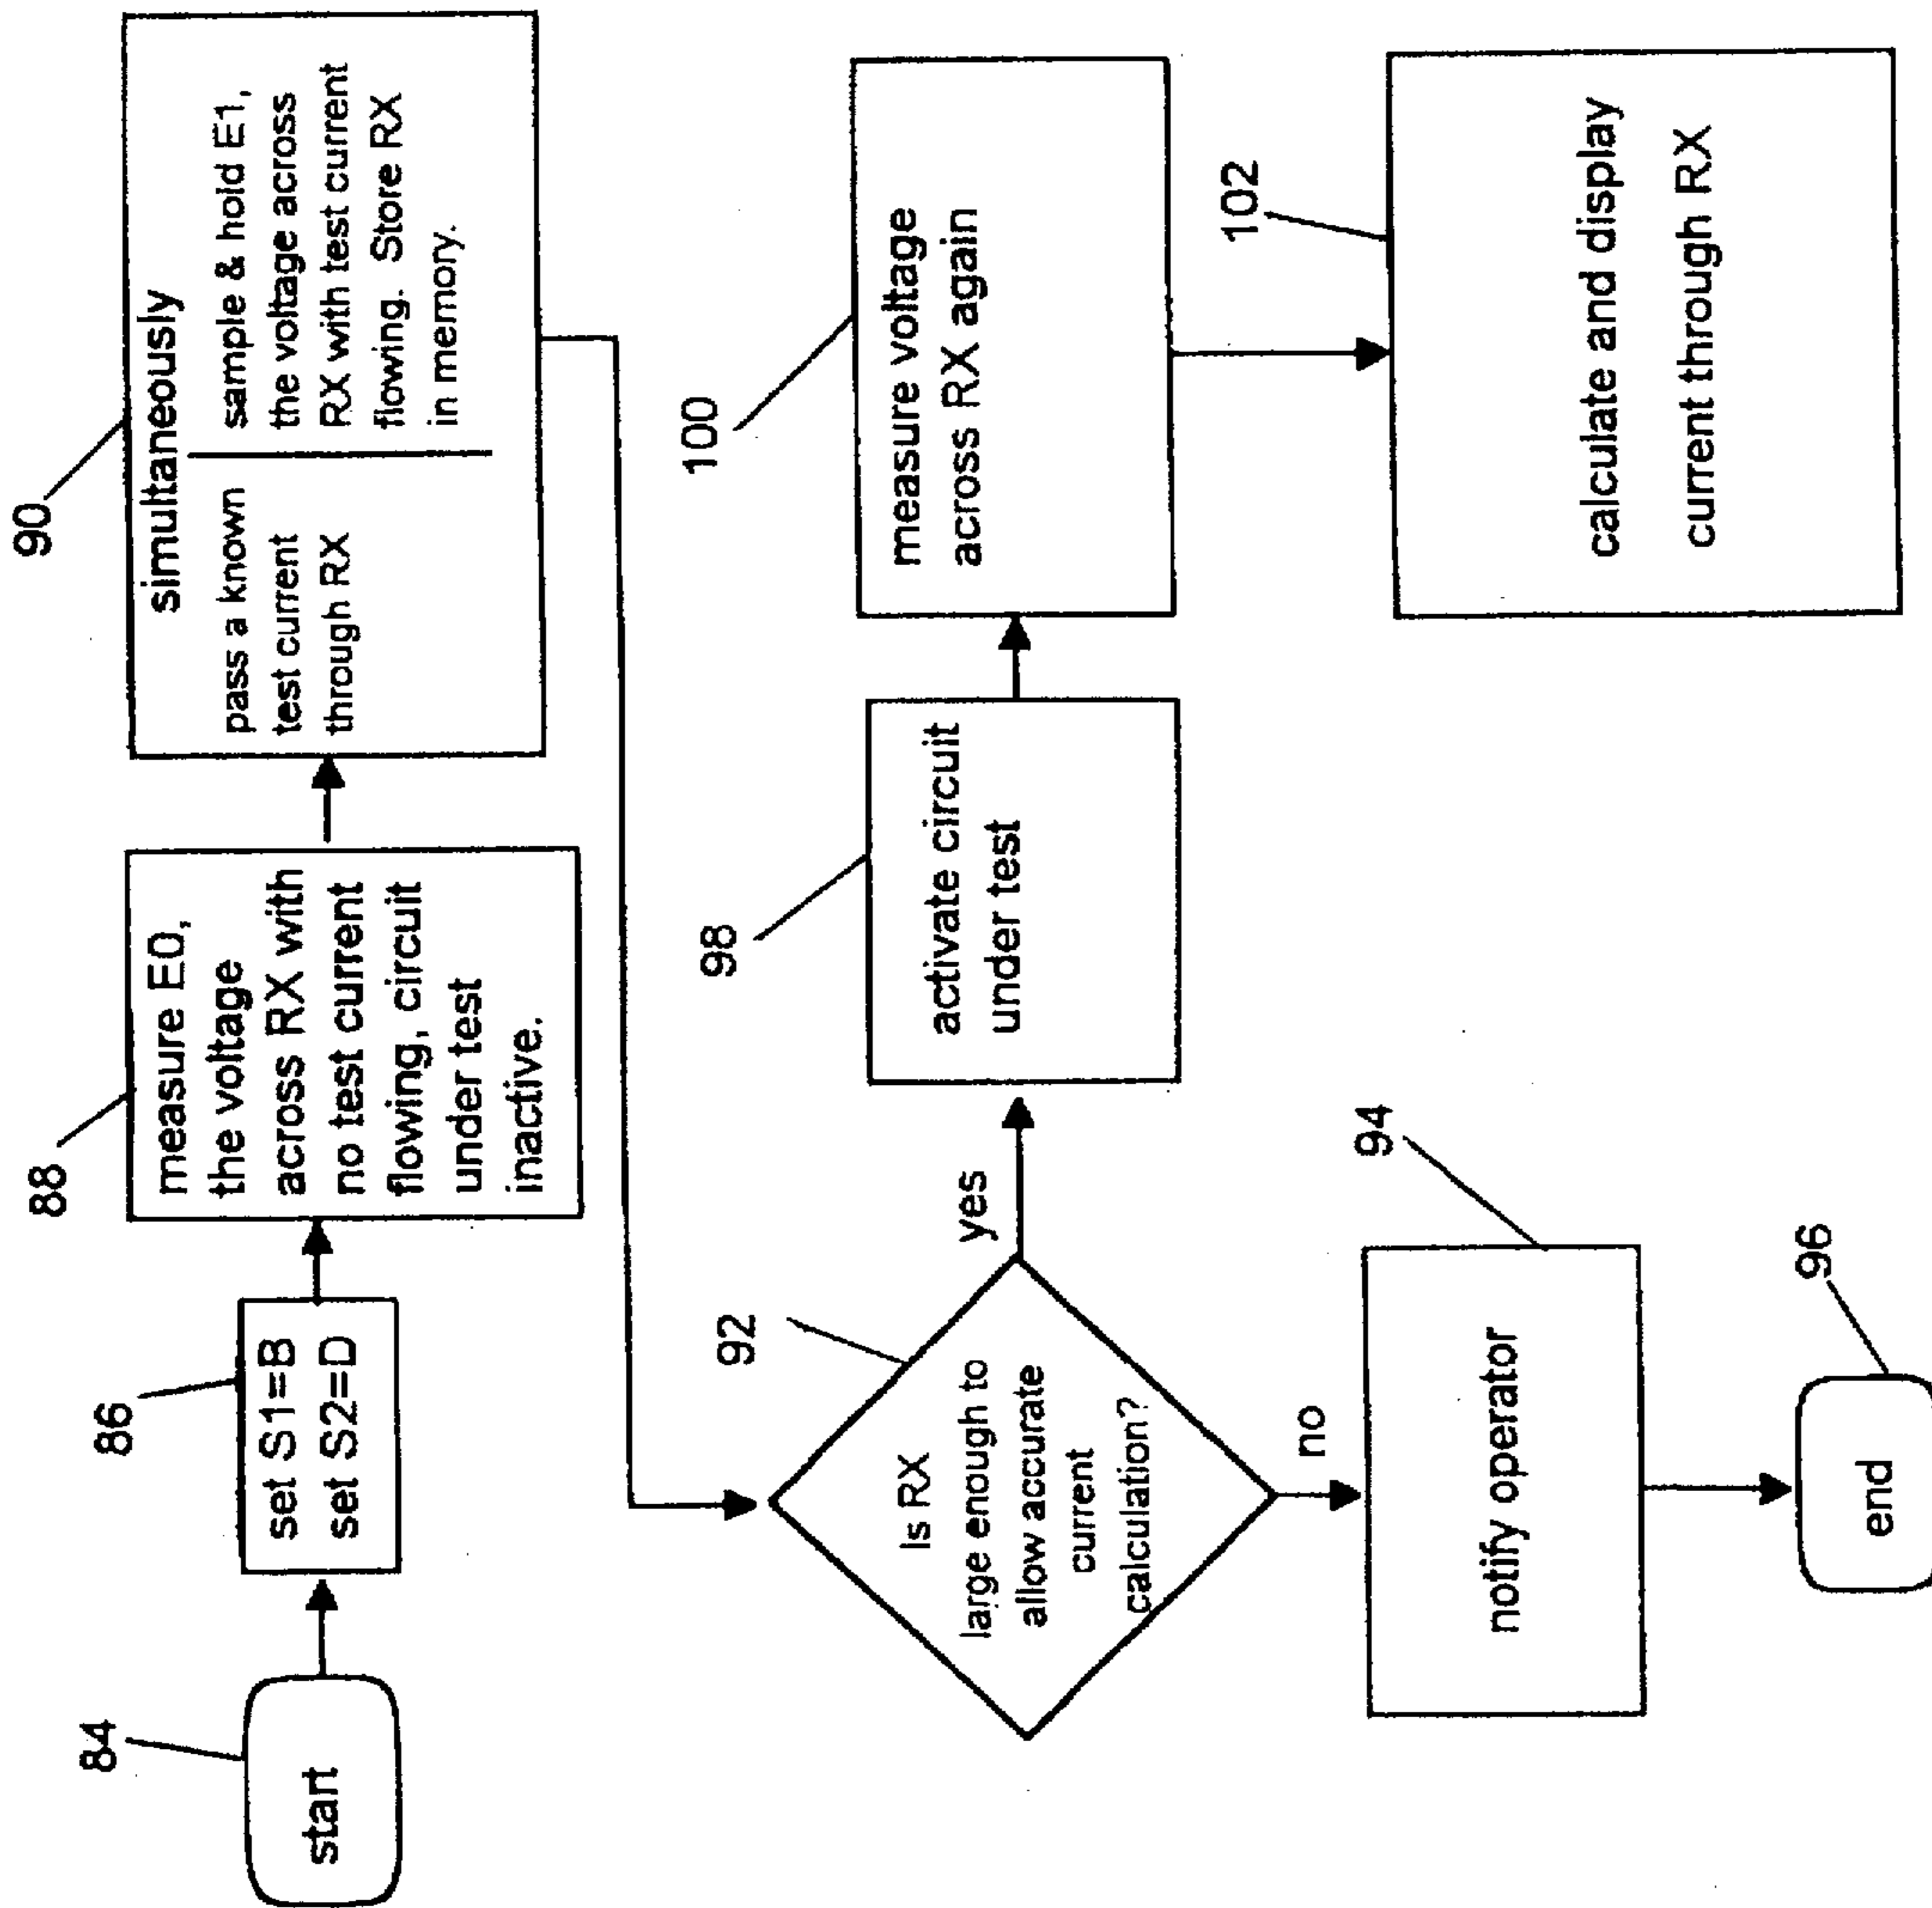 84
start
86
set S1=B
set S2=D
88
measure E0,
the voltage
across RX with
no test current
flowing, circuit
under test
inactive.
90
simultaneously
pass a known
test current
through RX
sample & hold E1,
the voltage across
RX with test current
flowing. Store RX
in memory.
92
Is RX
large enough to
allow accurate
current
calculation?
yes
no
98
activate circuit
under test
100
measure voltage
across RX again
102
calculate and display
current through RX
94
notify operator
96
end